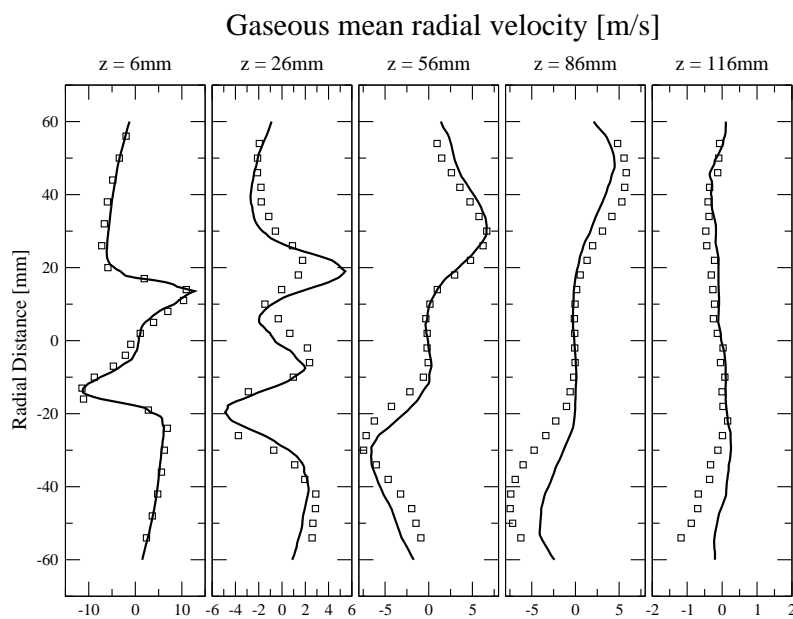 Gaseous mean radial velocity [m/s]
z = 6mm z = 26mm z = 56mm z = 86mm z = 116mm
Radial Distance [mm]
60
40
20
0
-20
-40
-60
-10 0 10
-6 -4 -2 0 2 4 6
-5 0 5
-5 0 5
-2 -1 0 1 2